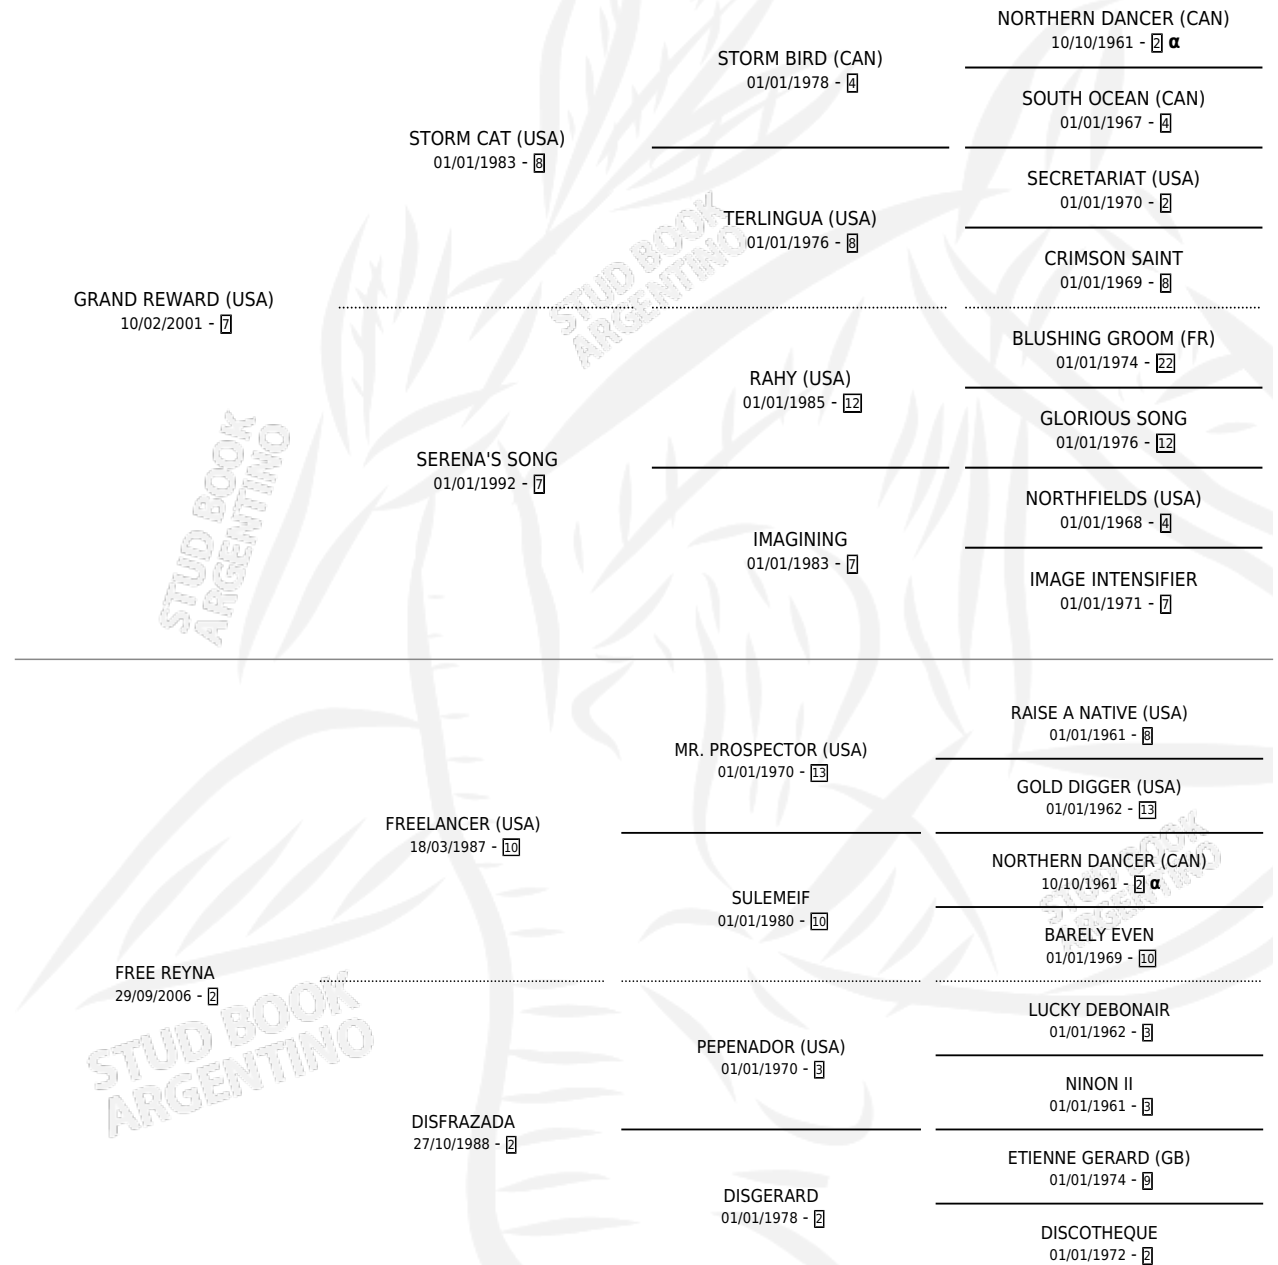 NORTHERN DANCER (CAN)
10/10/1961 - 2 α
STORM BIRD (CAN)
01/01/1978 - 4
SOUTH OCEAN (CAN)
01/01/1967 - 4
STORM CAT (USA)
01/01/1983 - 8
SECRETARIAT (USA)
01/01/1970 - 2
TERLINGUA (USA)
01/01/1976 - 8
CRIMSON SAINT
01/01/1969 - 8
GRAND REWARD (USA)
10/02/2001 - 7
BLUSHING GROOM (FR)
01/01/1974 - 22
RAHY (USA)
01/01/1985 - 12
GLORIOUS SONG
01/01/1976 - 12
SERENA'S SONG
01/01/1992 - 7
NORTHFIELDS (USA)
01/01/1968 - 4
IMAGINING
01/01/1983 - 7
IMAGE INTENSIFIER
01/01/1971 - 7
STUD BOOK
ARGENTINO
STUD BOOK
ARGENTINO
RAISE A NATIVE (USA)
01/01/1961 - 8
MR. PROSPECTOR (USA)
01/01/1970 - 13
GOLD DIGGER (USA)
01/01/1962 - 13
FREELANCER (USA)
18/03/1987 - 10
NORTHERN DANCER (CAN)
10/10/1961 - 2 α
SULEMEIF
01/01/1980 - 10
BARELY EVEN
01/01/1969 - 10
FREE REYNA
29/09/2006 - 2
LUCKY DEBONAIR
01/01/1962 - 3
PEPENADOR (USA)
01/01/1970 - 3
NINON II
01/01/1961 - 3
DISFRAZADA
27/10/1988 - 2
ETIENNE GERARD (GB)
01/01/1974 - 9
DISGERARD
01/01/1978 - 2
DISCOTHEQUE
01/01/1972 - 2
STUD BOOK
ARGENTINO
STUD BOOK
ARGENTINO